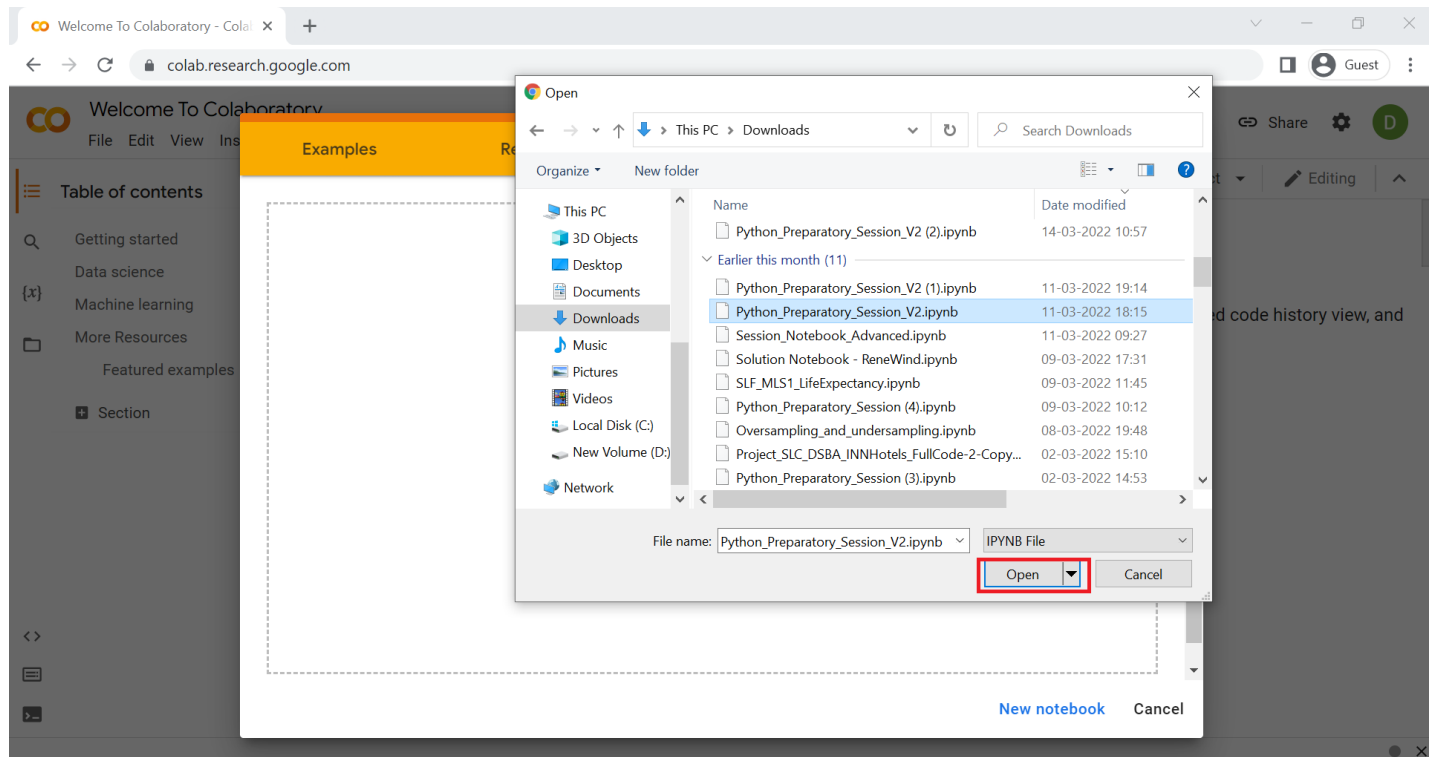 Welcome To Colaboratory - Cola
colab.research.google.com
Guest
Welcome To Colaboratory
File Edit View Ins
Share
D
Editing
Table of contents
Getting started
Data science
{x}
Machine learning
More Resources
Featured examples
Section
Examples
Re
ed code history view, and
New notebook
Cancel
Open
This PC > Downloads
Search Downloads
Organize
New folder
This PC
3D Objects
Desktop
Documents
Downloads
Music
Pictures
Videos
Local Disk (C:)
New Volume (D:)
Network
Name Date modified
Python_Preparatory_Session_V2 (2).ipynb 14-03-2022 10:57
Earlier this month (11)
Python_Preparatory_Session_V2 (1).ipynb 11-03-2022 19:14
Python_Preparatory_Session_V2.ipynb 11-03-2022 18:15
Session_Notebook_Advanced.ipynb 11-03-2022 09:27
Solution Notebook - ReneWind.ipynb 09-03-2022 17:31
SLF_MLS1_LifeExpectancy.ipynb 09-03-2022 11:45
Python_Preparatory_Session (4).ipynb 09-03-2022 10:12
Oversampling_and_undersampling.ipynb 08-03-2022 19:48
Project_SLC_DSBA_INNHotels_FullCode-2-Copy... 02-03-2022 15:10
Python_Preparatory_Session (3).ipynb 02-03-2022 14:53
File name: Python_Preparatory_Session_V2.ipynb IPYNB File
Open Cancel